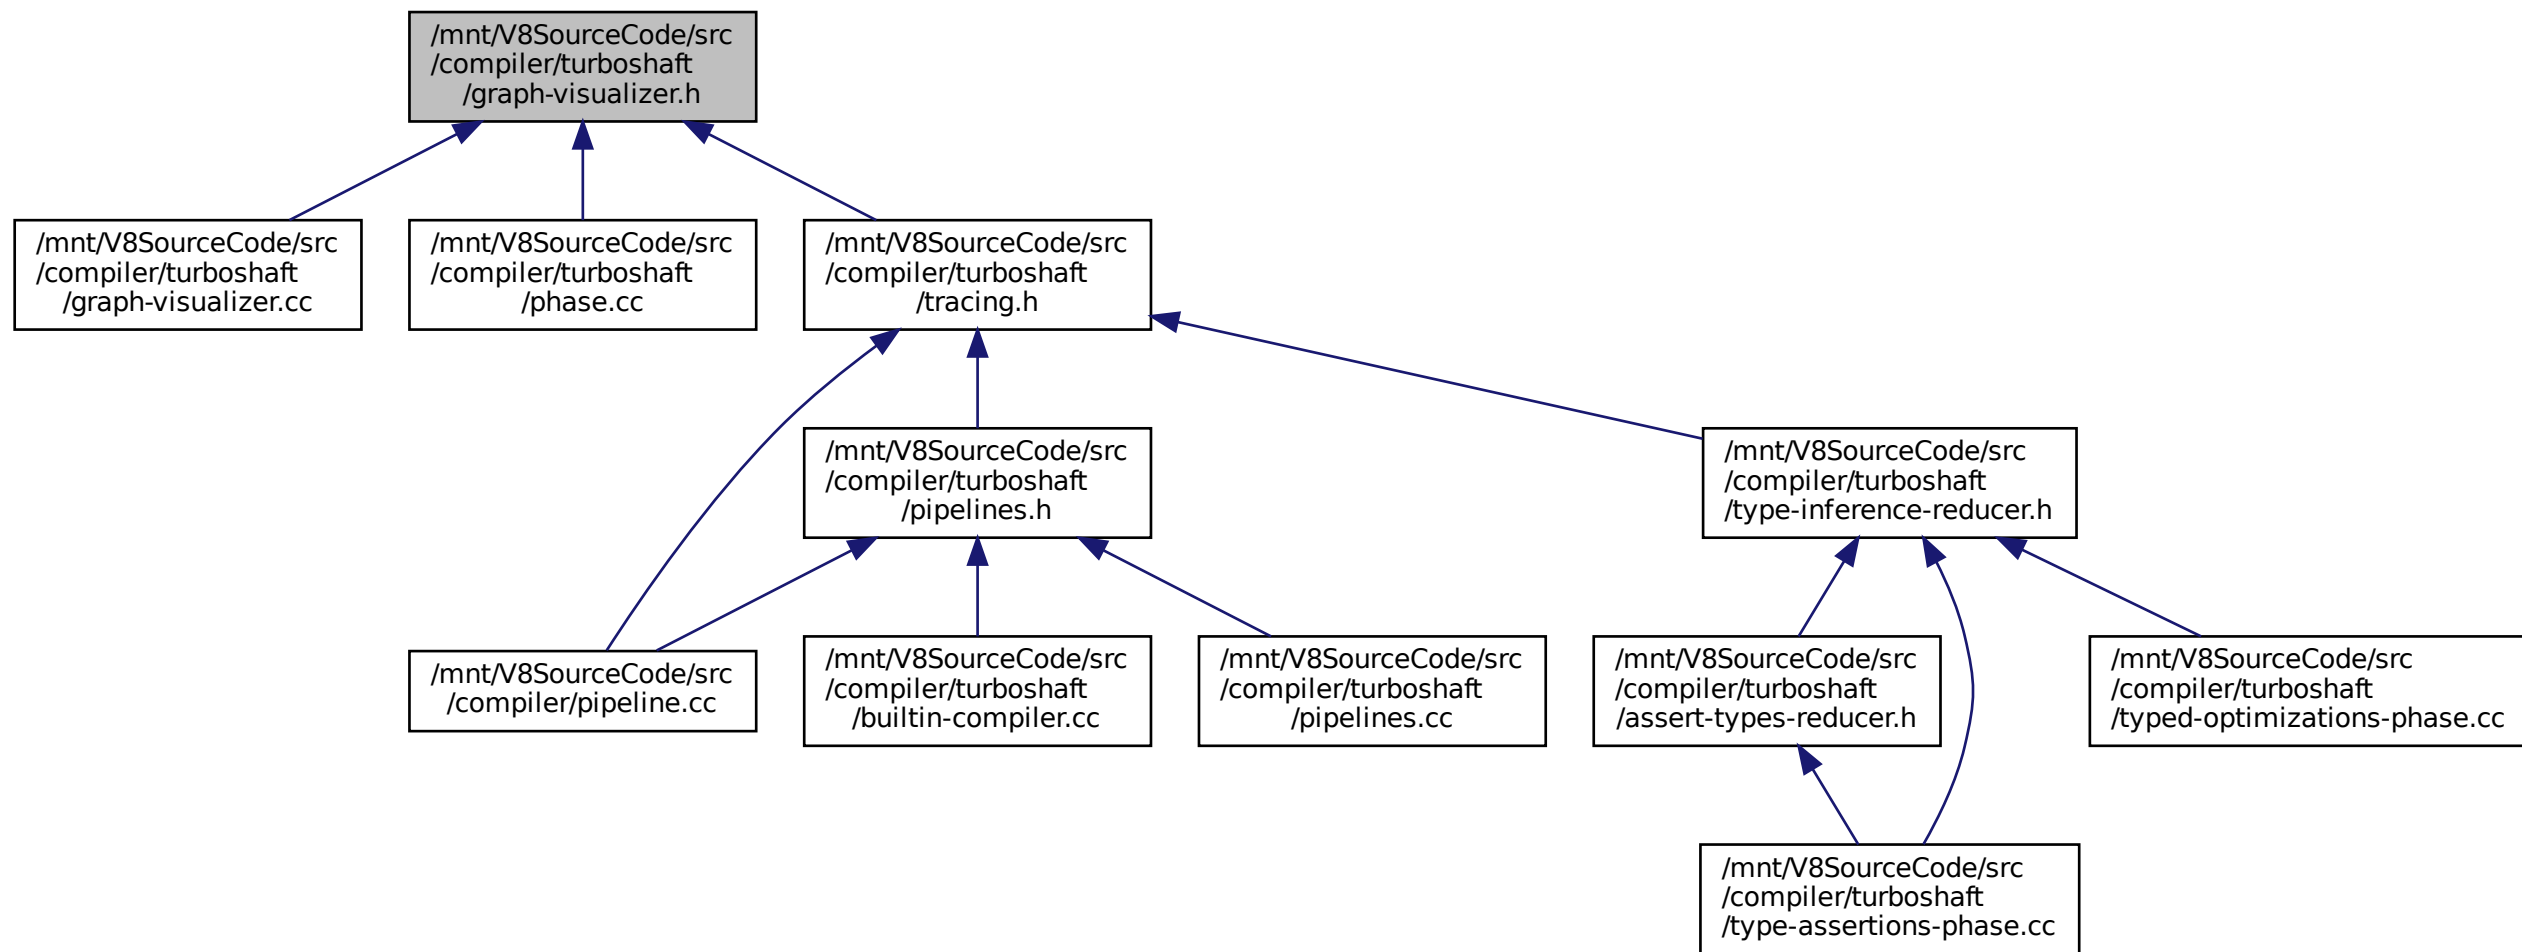 /mnt/V8SourceCode/src
/compiler/turboshaft
/graph-visualizer.h
/mnt/V8SourceCode/src
/compiler/turboshaft
/graph-visualizer.cc
/mnt/V8SourceCode/src
/compiler/turboshaft
/phase.cc
/mnt/V8SourceCode/src
/compiler/turboshaft
/tracing.h
/mnt/V8SourceCode/src
/compiler/turboshaft
/pipelines.h
/mnt/V8SourceCode/src
/compiler/turboshaft
/type-inference-reducer.h
/mnt/V8SourceCode/src
/compiler/pipeline.cc
/mnt/V8SourceCode/src
/compiler/turboshaft
/builtin-compiler.cc
/mnt/V8SourceCode/src
/compiler/turboshaft
/pipelines.cc
/mnt/V8SourceCode/src
/compiler/turboshaft
/assert-types-reducer.h
/mnt/V8SourceCode/src
/compiler/turboshaft
/typed-optimizations-phase.cc
/mnt/V8SourceCode/src
/compiler/turboshaft
/type-assertions-phase.cc